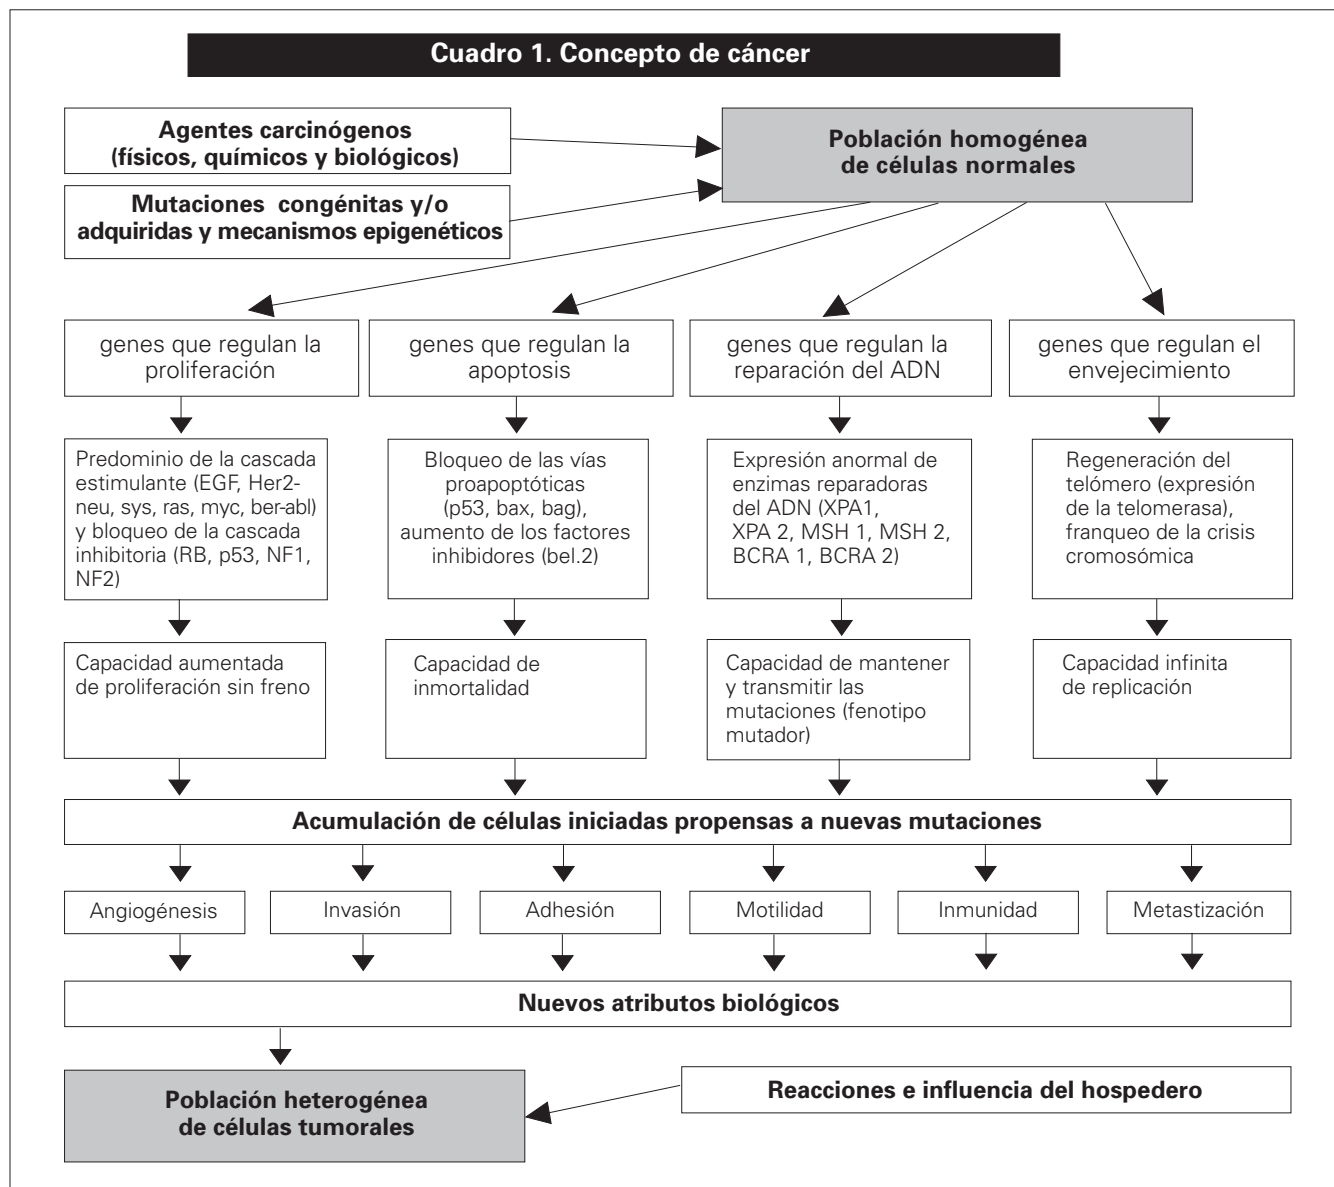 Cuadro 1. Concepto de cáncer
Agentes carcinógenos
(físicos, químicos y biológicos)
Población homogénea
de células normales
Mutaciones congénitas y/o
adquiridas y mecanismos epigenéticos
genes que regulan la
proliferación
genes que regulan la
apoptosis
genes que regulan la
reparación del ADN
genes que regulan el
envejecimiento
Predominio de la cascada
estimulante (EGF, Her2-
neu, sys, ras, myc, ber-abl)
y bloqueo de la cascada
inhibitoria (RB, p53, NF1,
NF2)
Bloqueo de las vías
proapoptóticas
(p53, bax, bag),
aumento de los factores
inhibidores (bel.2)
Expresión anormal de
enzimas reparadoras
del ADN (XPA1,
XPA 2, MSH 1, MSH 2,
BCRA 1, BCRA 2)
Regeneración del
telómero (expresión
de la telomerasa),
franqueo de la crisis
cromosómica
Capacidad aumentada
de proliferación sin freno
Capacidad de
inmortalidad
Capacidad de mantener
y transmitir las
mutaciones (fenotipo
mutador)
Capacidad infinita
de replicación
Acumulación de células iniciadas propensas a nuevas mutaciones
Angiogénesis
Invasión
Adhesión
Motilidad
Inmunidad
Metastización
Nuevos atributos biológicos
Población heterogénea
de células tumorales
Reacciones e influencia del hospedero